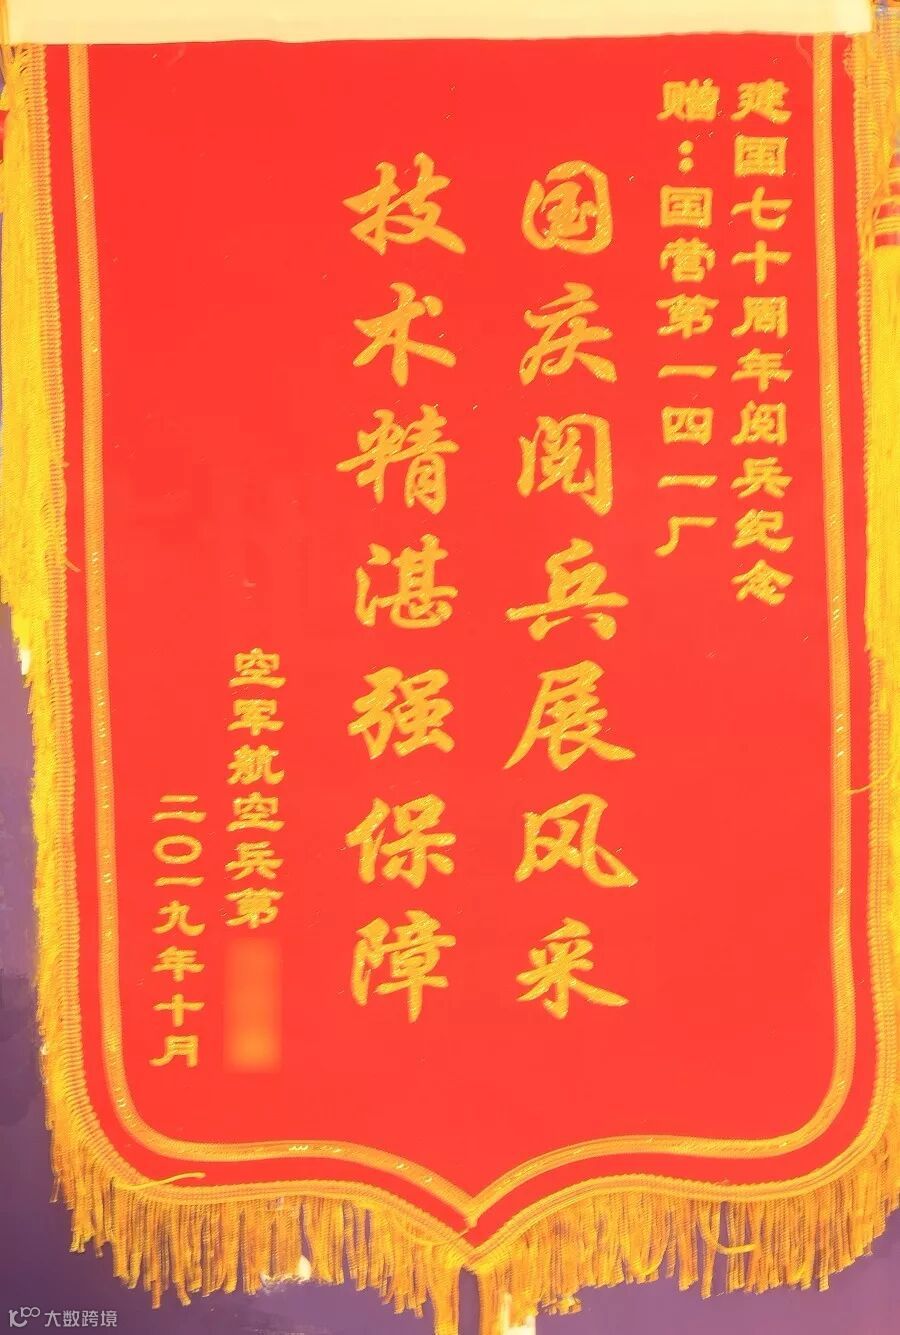 建国七十周年阅兵纪念
赠:国营第一四一厂
国庆阅兵展风采
技术精湛强保障
空军航空兵第
二〇一九年十月
大数跨境